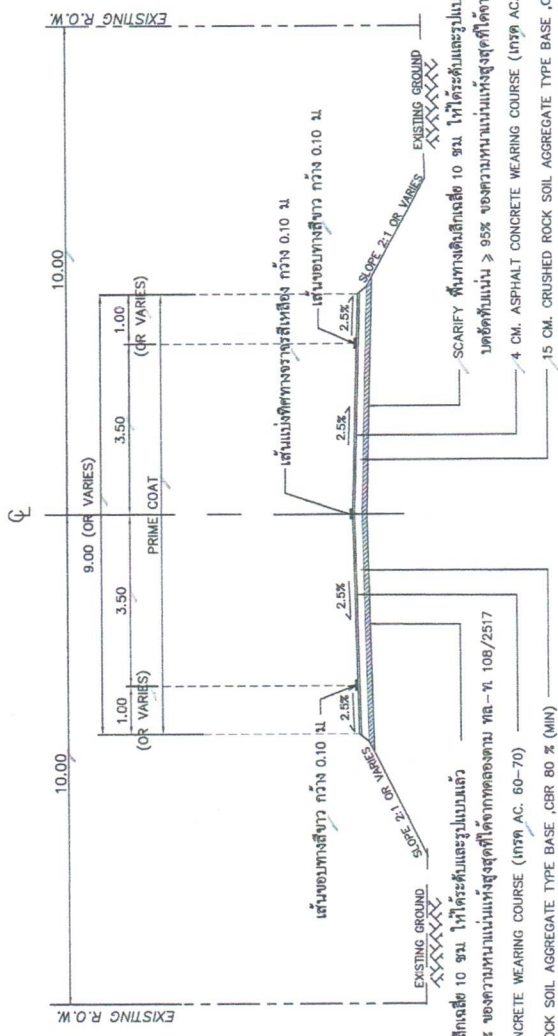 ℄
EXISTING R.O.W.
EXISTING R.O.W.
10.00
10.00
9.00 (OR VARIES)
1.00
(OR VARIES)
3.50
3.50
1.00
(OR VARIES)
PRIME COAT
เส้นขอบทางสีขาว กว้าง 0.10 ม.
เส้นแบ่งทิศทางจราจรสีเหลือง กว้าง 0.10 ม.
เส้นขอบทางสีขาว กว้าง 0.10 ม.
2.5%
2.5%
2.5%
2.5%
SLOPE 2:1 OR VARIES
SLOPE 2:1 OR VARIES
EXISTING GROUND
EXISTING GROUND
ลึกเฉลี่ย 10 ซม. ให้ได้ระดับและรูปแบบแล้ว
ของความหนาแน่นแห้งสูงสุดที่ได้จากทดลองตาม ทล.-ท. 108/2517
NCRETE WEARING COURSE (เกรด AC. 60-70)
OCK SOIL AGGREGATE TYPE BASE ,CBR 80 % (MIN)
SCARIFY พื้นทางเดิมลึกเฉลี่ย 10 ซม. ให้ได้ระดับและรูปแบ
บดอัดทับแน่น ≥ 95% ของความหนาแน่นแห้งสูงสุดที่ได้จา
4 CM. ASPHALT CONCRETE WEARING COURSE (เกรด AC.
15 CM. CRUSHED ROCK SOIL AGGREGATE TYPE BASE ,C